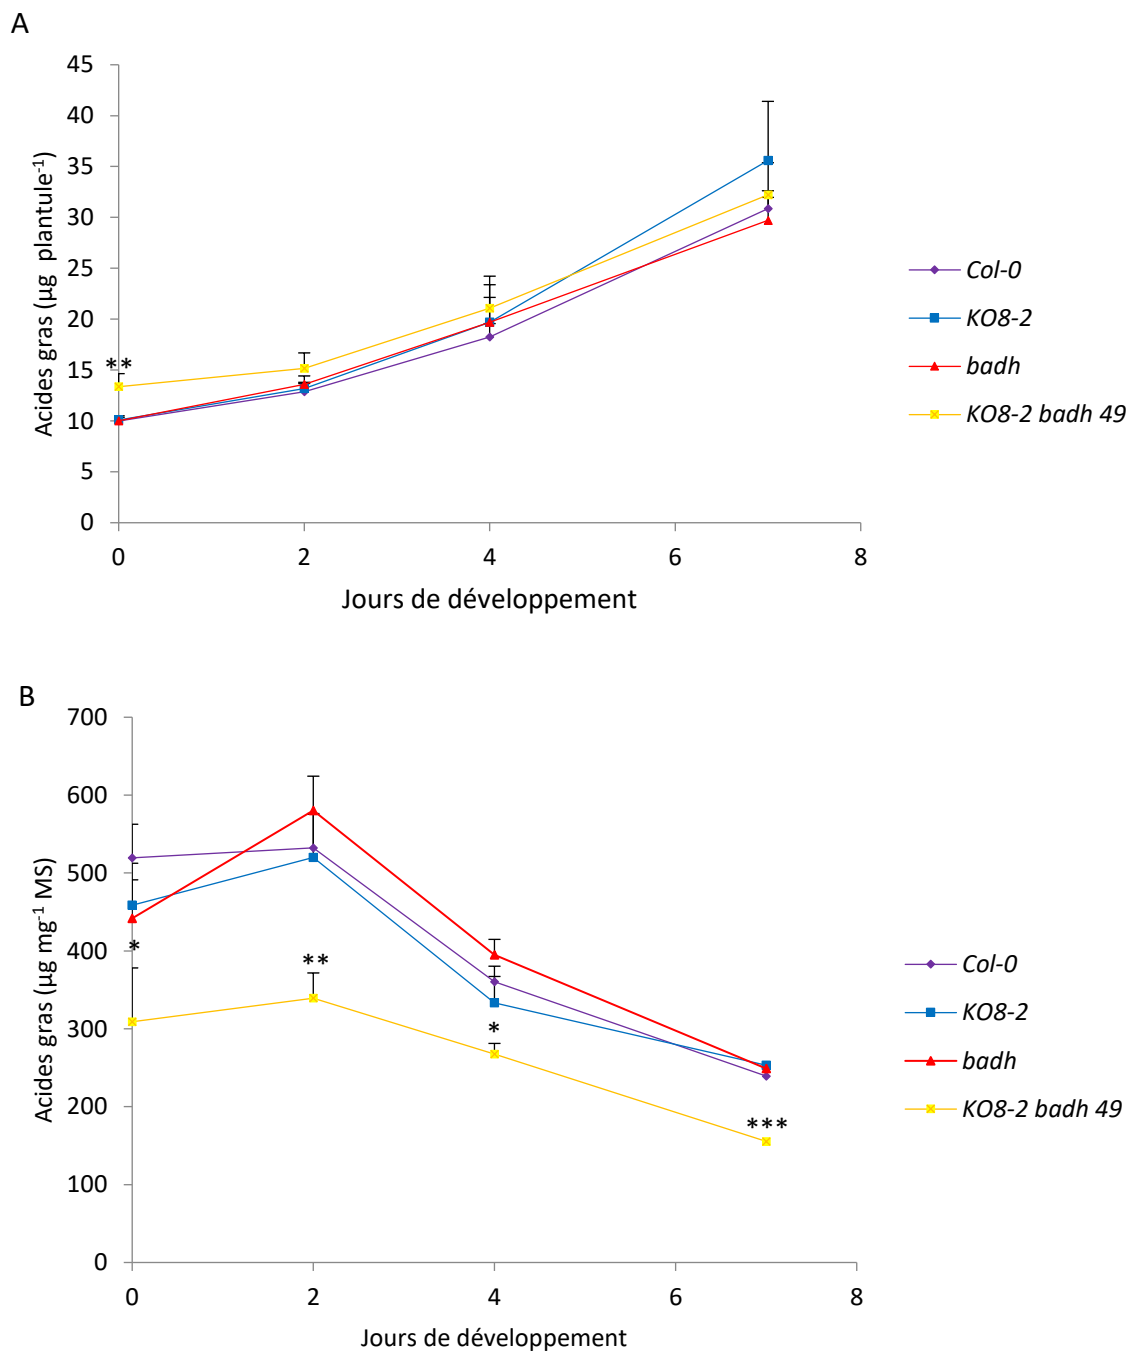 A
45
40
35
30
25
20
15
10
5
0
**
0 2 4 6 8
Acides gras (µg plantule⁻¹)
Jours de développement
Col-0
KO8-2
badh
KO8-2 badh 49
B
700
600
500
400
300
200
100
0
*
**
*
***
0 2 4 6 8
Acides gras (µg mg⁻¹ MS)
Jours de développement
Col-0
KO8-2
badh
KO8-2 badh 49